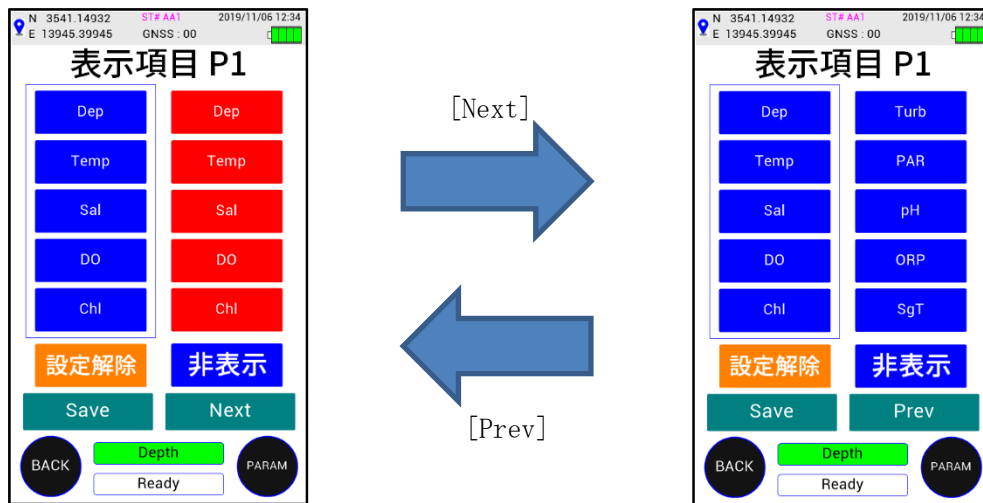 N 3541.14932 ST# AA1 2019/11/06 12:34
E 13945.39945 GNSS : 00
表示項目 P1
Dep Dep
Temp Temp
Sal Sal
DO DO
Chl Chl
設定解除 非表示
Save Next
BACK Depth PARAM
Ready
[Next]
[Prev]
N 3541.14932 ST# AA1 2019/11/06 12:34
E 13945.39945 GNSS : 00
表示項目 P1
Dep Turb
Temp PAR
Sal pH
DO ORP
Chl SgT
設定解除 非表示
Save Prev
BACK Depth PARAM
Ready